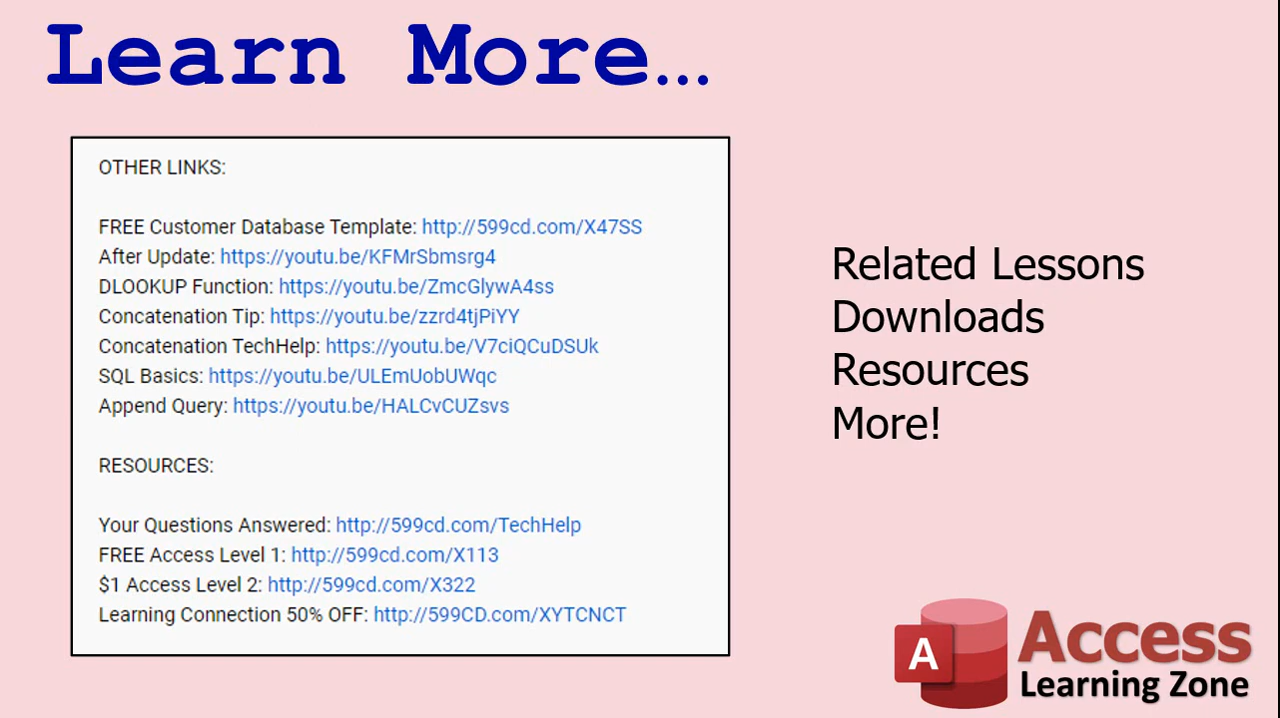 Learn More...
OTHER LINKS:
FREE Customer Database Template: http://599cd.com/X47SS
After Update: https://youtu.be/KFMrSbmsrg4
DLOOKUP Function: https://youtu.be/ZmcGlywA4ss
Concatenation Tip: https://youtu.be/zzrd4tjPiYY
Concatenation TechHelp: https://youtu.be/V7ciQCuDSUk
SQL Basics: https://youtu.be/ULEmUobUWqc
Append Query: https://youtu.be/HALCvCUZsvs
RESOURCES:
Your Questions Answered: http://599cd.com/TechHelp
FREE Access Level 1: http://599cd.com/X113
$1 Access Level 2: http://599cd.com/X322
Learning Connection 50% OFF: http://599CD.com/XYTCNCT
Related Lessons
Downloads
Resources
More!
A
Access
Learning Zone